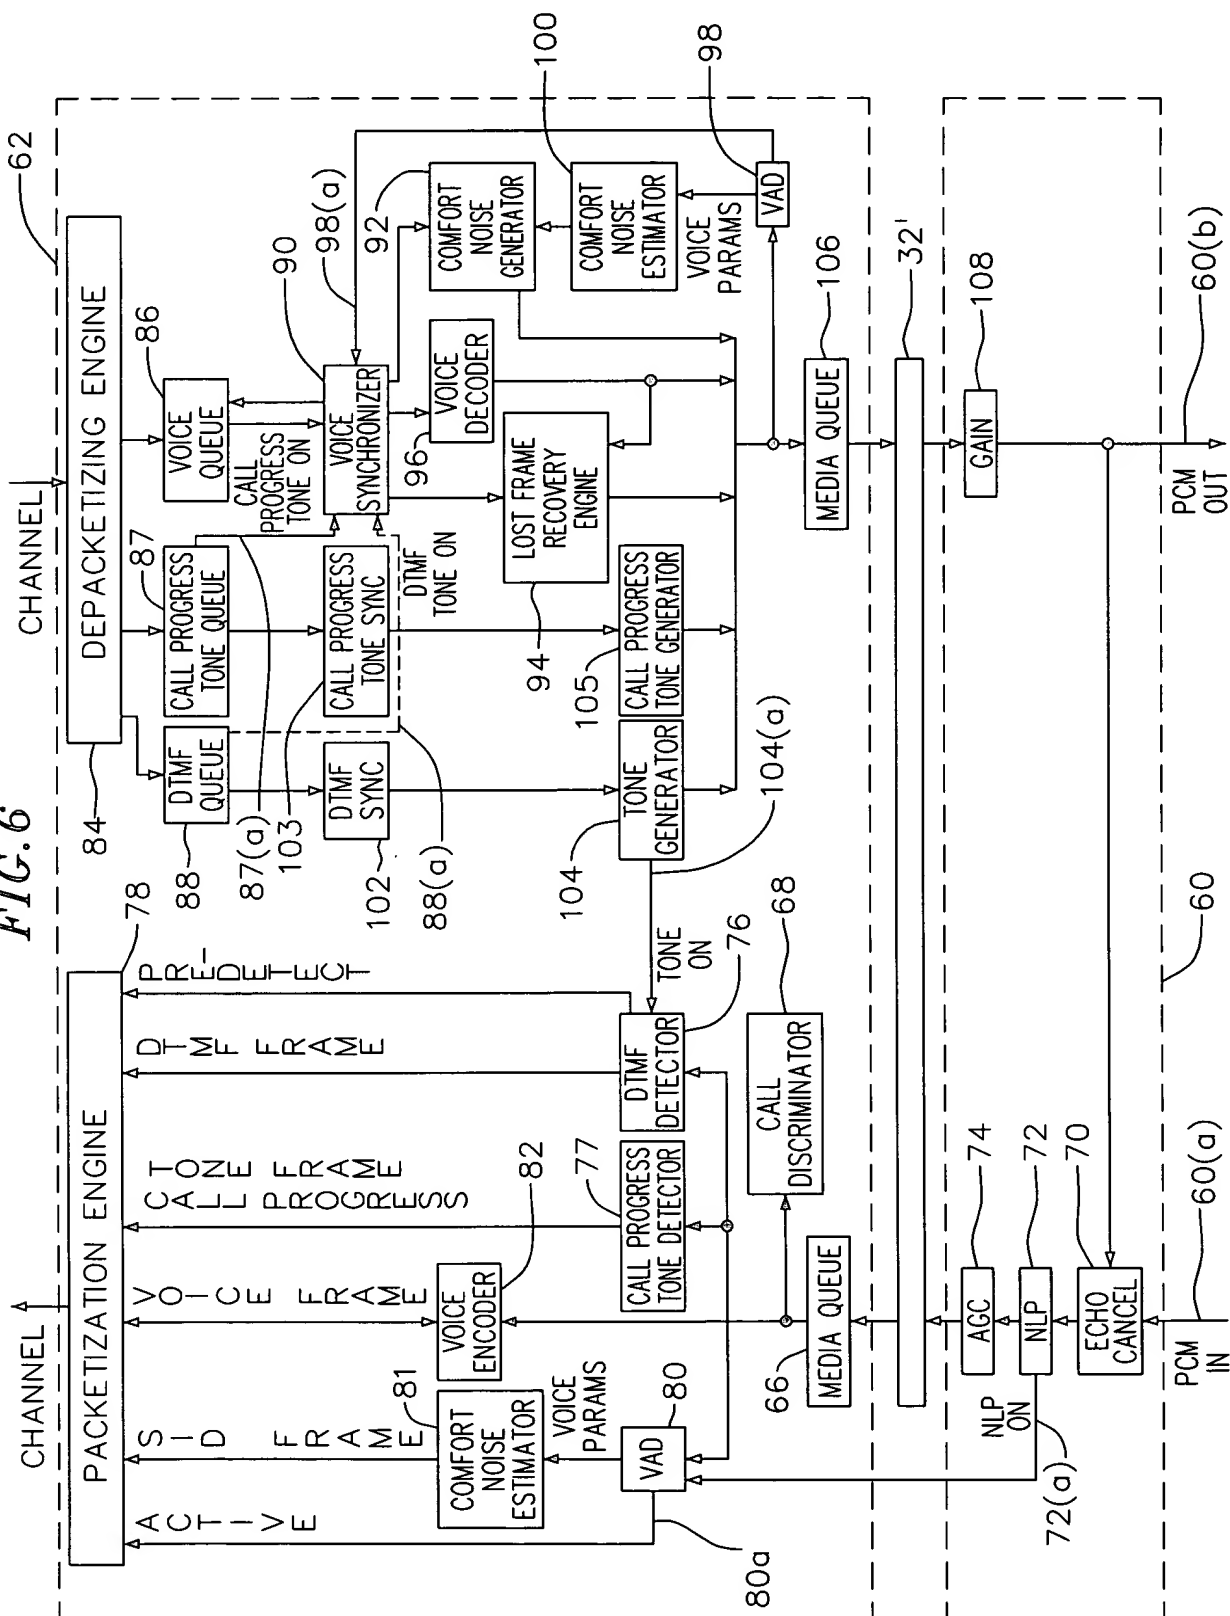 FIG. 6
CHANNEL
62
DEPACKETIZING ENGINE
84
86
VOICE
QUEUE
87
CALL PROGRESS
TONE QUEUE
88
DTMF
QUEUE
CALL
PROGRESS
TONE ON
87(a)
90
98(a)
VOICE
SYNCHRONIZER
103
CALL PROGRESS
TONE SYNC
102
DTMF
SYNC
88(a)
DTMF
TONE ON
92
COMFORT
NOISE
GENERATOR
96
VOICE
DECODER
100
COMFORT
NOISE
ESTIMATOR
LOST FRAME
RECOVERY
ENGINE
94
VOICE
PARAMS
98
VAD
105
CALL PROGRESS
TONE GENERATOR
104
TONE
GENERATOR
104(a)
106
MEDIA QUEUE
32'
108
GAIN
60(b)
PCM
OUT
CHANNEL
PACKETIZATION ENGINE
78
ACTIVE
SID FRAME
VOICE FRAME
CALL PROGRESS
TONE FRAME
DTMF FRAME
PRE-DETECT
81
COMFORT
NOISE
ESTIMATOR
82
VOICE
ENCODER
VOICE
PARAMS
80
VAD
80a
77
CALL PROGRESS
TONE DETECTOR
DTMF
DETECTOR
76
TONE
ON
68
CALL
DISCRIMINATOR
66
MEDIA QUEUE
74
AGC
72
NLP
NLP
ON
72(a)
70
ECHO
CANCEL
60
60(a)
PCM
IN